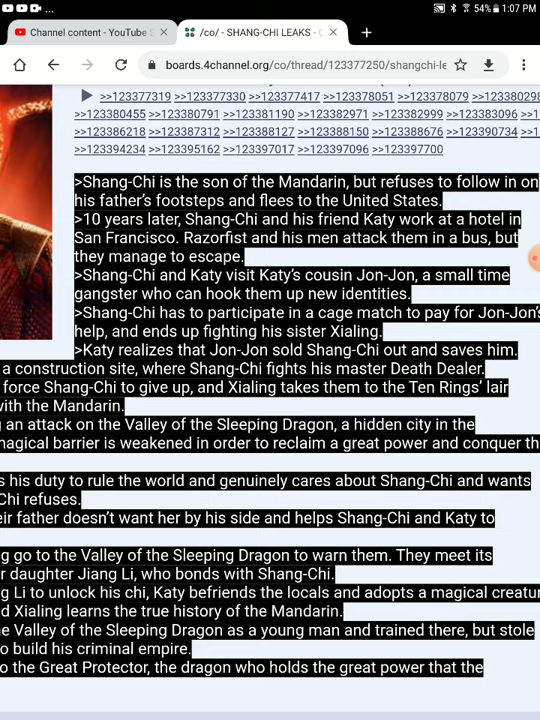 ... 54% 1:07 PM
Channel content - YouTube S
/co/ - SHANG-CHI LEAKS - C
boards.4channel.org/co/thread/123377250/shangchi-le
>>123377319 >>123377330 >>123377417 >>123378051 >>123378079 >>12338029
>>123380455 >>123380791 >>123381190 >>123382971 >>123382999 >>1
>>123386218 >>123387312 >>123388127 >>123388150 >>123388676 >>123390734 >>1
>>123394234 >>123395162 >>123397017 >>123397096 >>123397700
>Shang-Chi is the son of the Mandarin, but refuses to follow in on
his father's footsteps and flees to the United States.
>10 years later, Shang-Chi and his friend Katy work at a hotel in
San Francisco. Razorfist and his men attack them in a bus, but
they manage to escape.
>Shang-Chi and Katy visit Katy's cousin Jon-Jon, a small time
gangster who can hook them up new identities.
>Shang-Chi has to participate in a cage match to pay for Jon-Jon's
help, and ends up fighting his sister Xialing.
>Katy realizes that Jon-Jon sold Shang-Chi out and saves him.
a construction site, where Shang-Chi fights his master Death Dealer.
force Shang-Chi to give up, and Xialing takes them to the Ten Rings' lair
with the Mandarin.
g an attack on the Valley of the Sleeping Dragon, a hidden city in the
magical barrier is weakened in order to reclaim a great power and conquer th
s his duty to rule the world and genuinely cares about Shang-Chi and wants
Chi refuses.
eir father doesn't want her by his side and helps Shang-Chi and Katy to
g go to the Valley of the Sleeping Dragon to warn them. They meet its
r daughter Jiang Li, who bonds with Shang-Chi.
g Li to unlock his chi, Katy befriends the locals and adopts a magical creatu
d Xialing learns the true history of the Mandarin.
he Valley of the Sleeping Dragon as a young man and trained there, but stole
o build his criminal empire.
o the Great Protector, the dragon who holds the great power that the